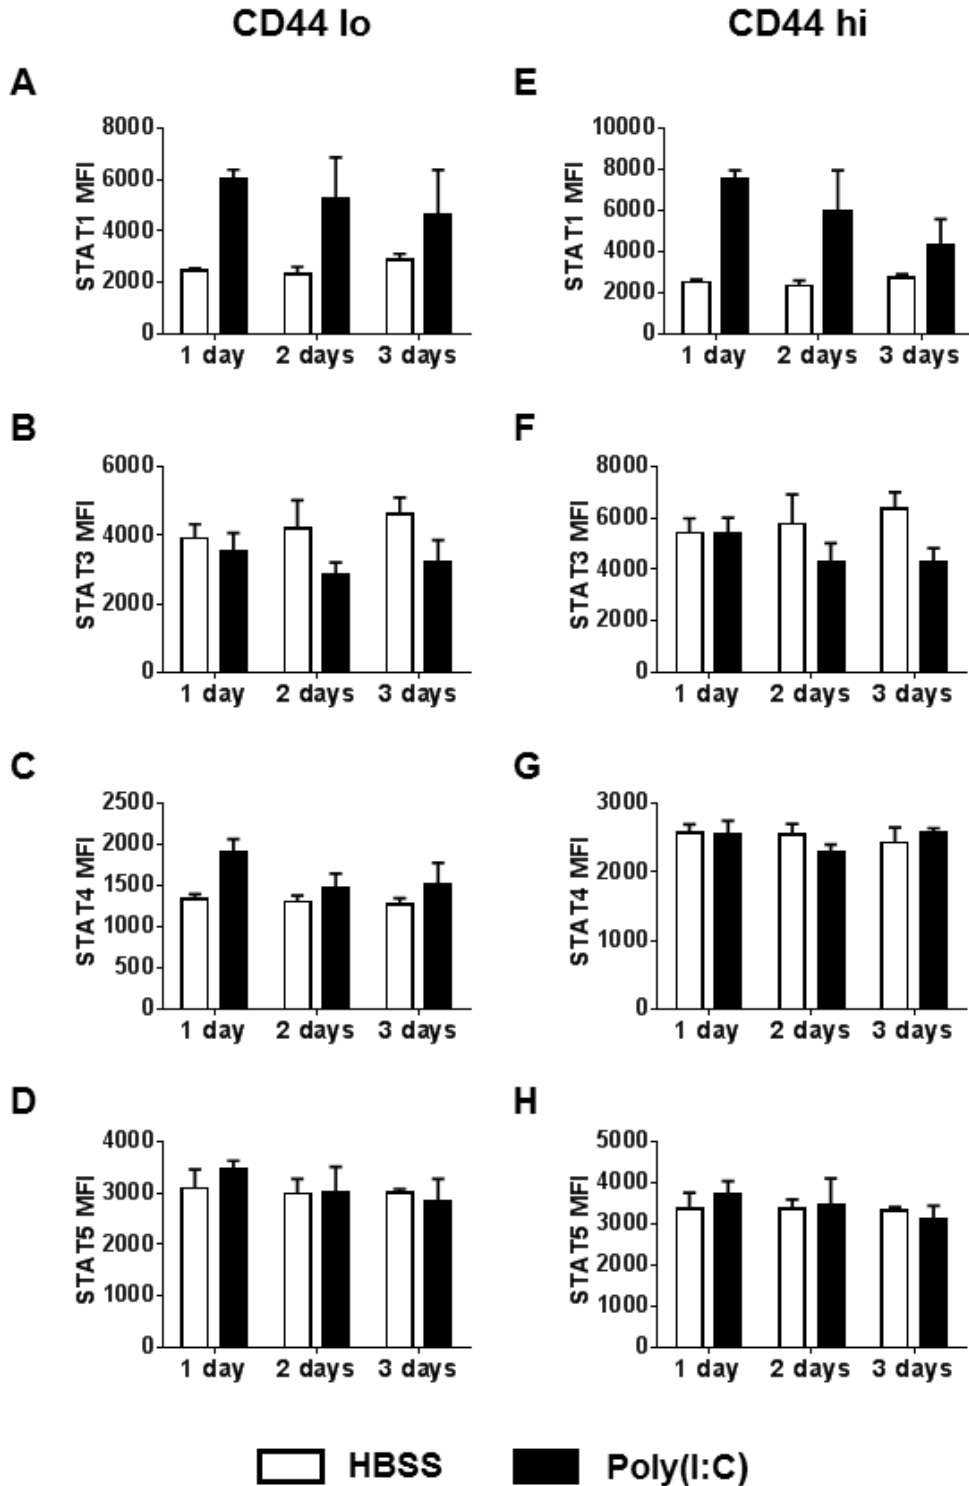 CD44 lo
CD44 hi
A
STAT1 MFI
8000
6000
4000
2000
0
1 day 2 days 3 days
E
STAT1 MFI
10000
8000
6000
4000
2000
0
1 day 2 days 3 days
B
STAT3 MFI
6000
4000
2000
0
1 day 2 days 3 days
F
STAT3 MFI
8000
6000
4000
2000
0
1 day 2 days 3 days
C
STAT4 MFI
2500
2000
1500
1000
500
0
1 day 2 days 3 days
G
STAT4 MFI
3000
2000
1000
0
1 day 2 days 3 days
D
STAT5 MFI
4000
3000
2000
1000
0
1 day 2 days 3 days
H
STAT5 MFI
5000
4000
3000
2000
1000
0
1 day 2 days 3 days
HBSS
Poly(I:C)